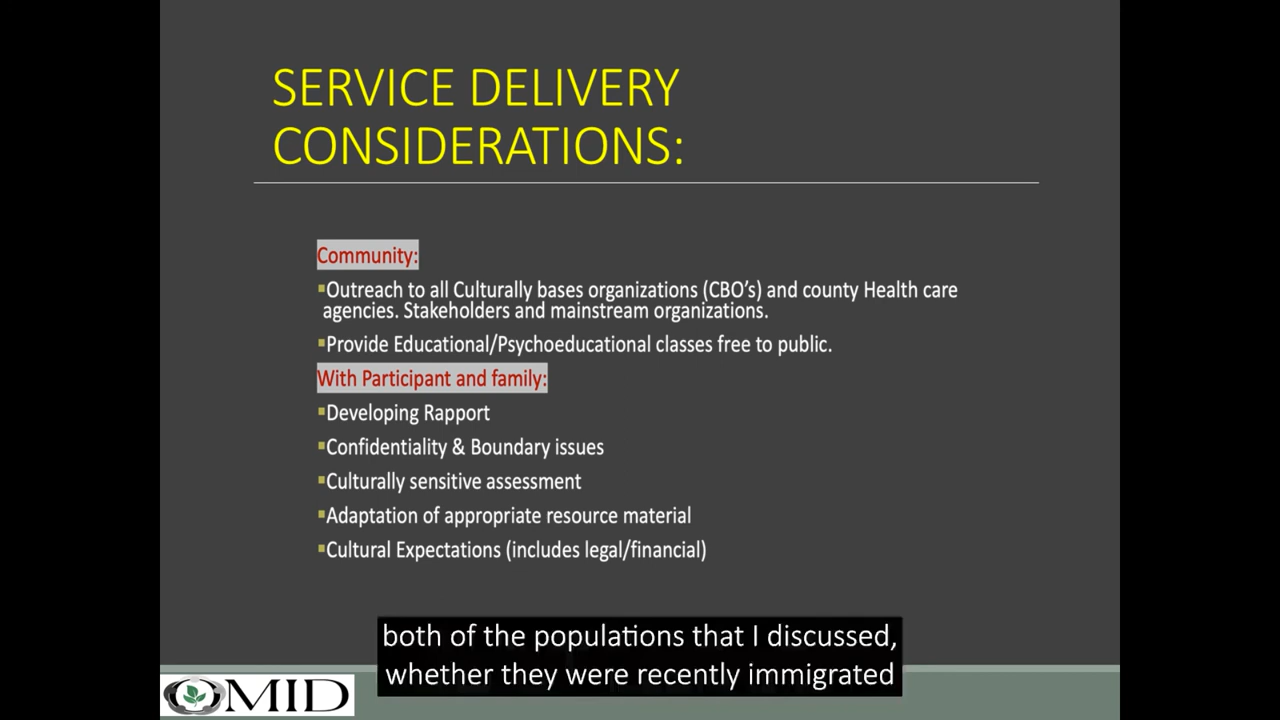 SERVICE DELIVERY
CONSIDERATIONS:
Community:
▪Outreach to all Culturally bases organizations (CBO's) and county Health care
agencies. Stakeholders and mainstream organizations.
▪Provide Educational/Psychoeducational classes free to public.
With Participant and family:
▪Developing Rapport
▪Confidentiality & Boundary issues
▪Culturally sensitive assessment
▪Adaptation of appropriate resource material
▪Cultural Expectations (includes legal/financial)
both of the populations that I discussed,
whether they were recently immigrated
OMID